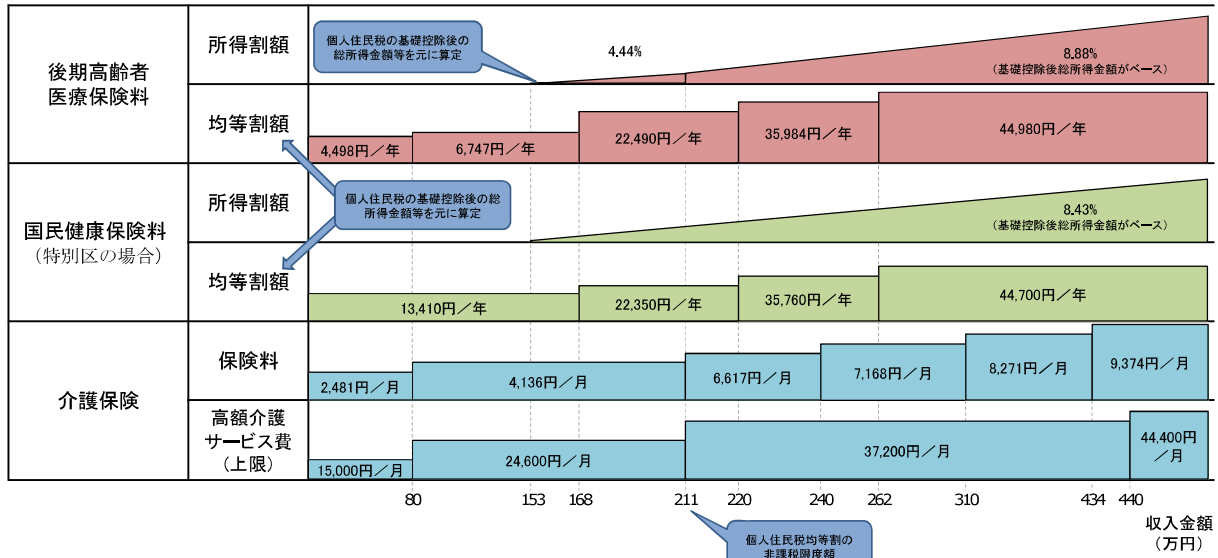 後期高齢者
医療保険料
所得割額
個人住民税の基礎控除後の
総所得金額等を元に算定
4.44%
8.88%
(基礎控除後総所得金額がベース)
均等割額
4,498円／年
6,747円／年
22,490円／年
35,984円／年
44,980円／年
国民健康保険料
(特別区の場合)
所得割額
個人住民税の基礎控除後の総
所得金額等を元に算定
8.43%
(基礎控除後総所得金額がベース)
均等割額
13,410円／年
22,350円／年
35,760円／年
44,700円／年
介護保険
保険料
2,481円／月
4,136円／月
6,617円／月
7,168円／月
8,271円／月
9,374円／月
高額介護
サービス費
(上限)
15,000円／月
24,600円／月
37,200円／月
44,400円
／月
80
153
168
211
220
240
262
310
434
440
収入金額
(万円)
個人住民税均等割の
非課税限度額